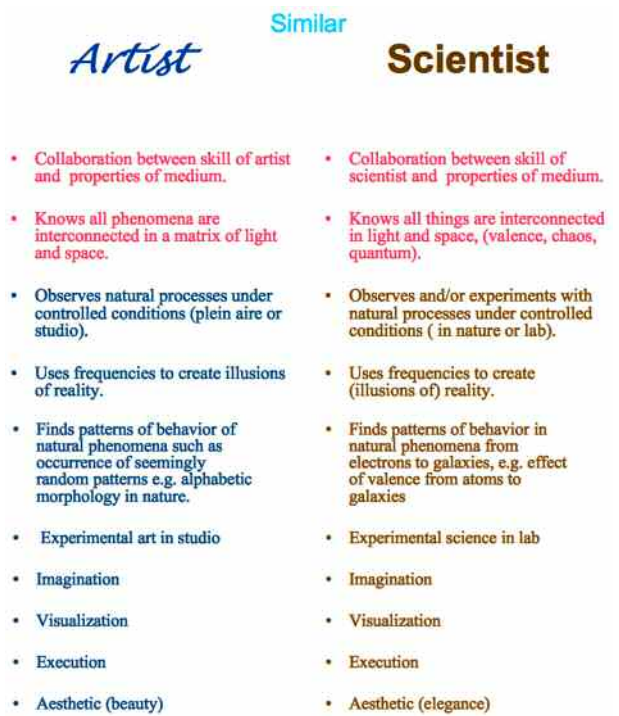 Similar
Artist
Scientist
• Collaboration between skill of artist
and properties of medium.
• Knows all phenomena are
interconnected in a matrix of light
and space.
• Observes natural processes under
controlled conditions (plein aire or
studio).
• Uses frequencies to create illusions
of reality.
• Finds patterns of behavior of
natural phenomena such as
occurrence of seemingly
random patterns e.g. alphabetic
morphology in nature.
• Experimental art in studio
• Imagination
• Visualization
• Execution
• Aesthetic (beauty)
• Collaboration between skill of
scientist and properties of medium.
• Knows all things are interconnected
in light and space, (valence, chaos,
quantum).
• Observes and/or experiments with
natural processes under controlled
conditions ( in nature or lab).
• Uses frequencies to create
(illusions of) reality.
• Finds patterns of behavior in
natural phenomena from
electrons to galaxies, e.g. effect
of valence from atoms to
galaxies
• Experimental science in lab
• Imagination
• Visualization
• Execution
• Aesthetic (elegance)